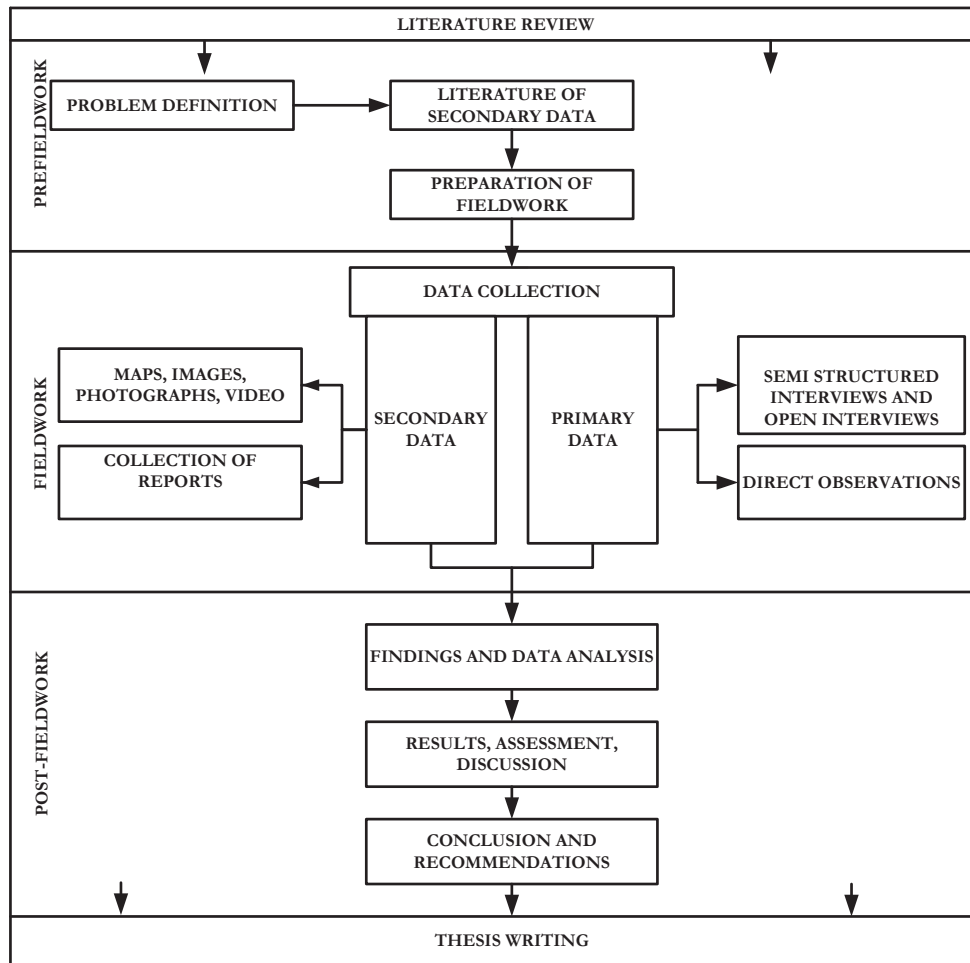 LITERATURE REVIEW
PREFIELDWORK
PROBLEM DEFINITION
LITERATURE OF
SECONDARY DATA
PREPARATION OF
FIELDWORK
FIELDWORK
DATA COLLECTION
MAPS, IMAGES,
PHOTOGRAPHS, VIDEO
COLLECTION OF
REPORTS
SECONDARY
DATA
PRIMARY
DATA
SEMI STRUCTURED
INTERVIEWS AND
OPEN INTERVIEWS
DIRECT OBSERVATIONS
POST-FIELDWORK
FINDINGS AND DATA ANALYSIS
RESULTS, ASSESSMENT,
DISCUSSION
CONCLUSION AND
RECOMMENDATIONS
THESIS WRITING